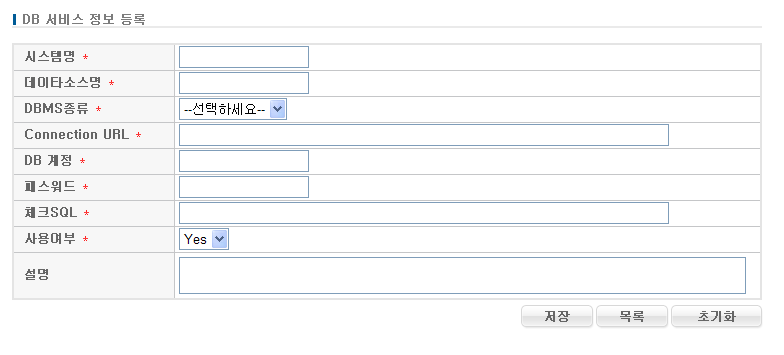 DB 서비스 정보 등록
시스템명 *
데이타소스명 *
DBMS종류 * --선택하세요--
Connection URL *
DB 계정 *
패스워드 *
체크SQL *
사용여부 * Yes
설명
저장 목록 초기화